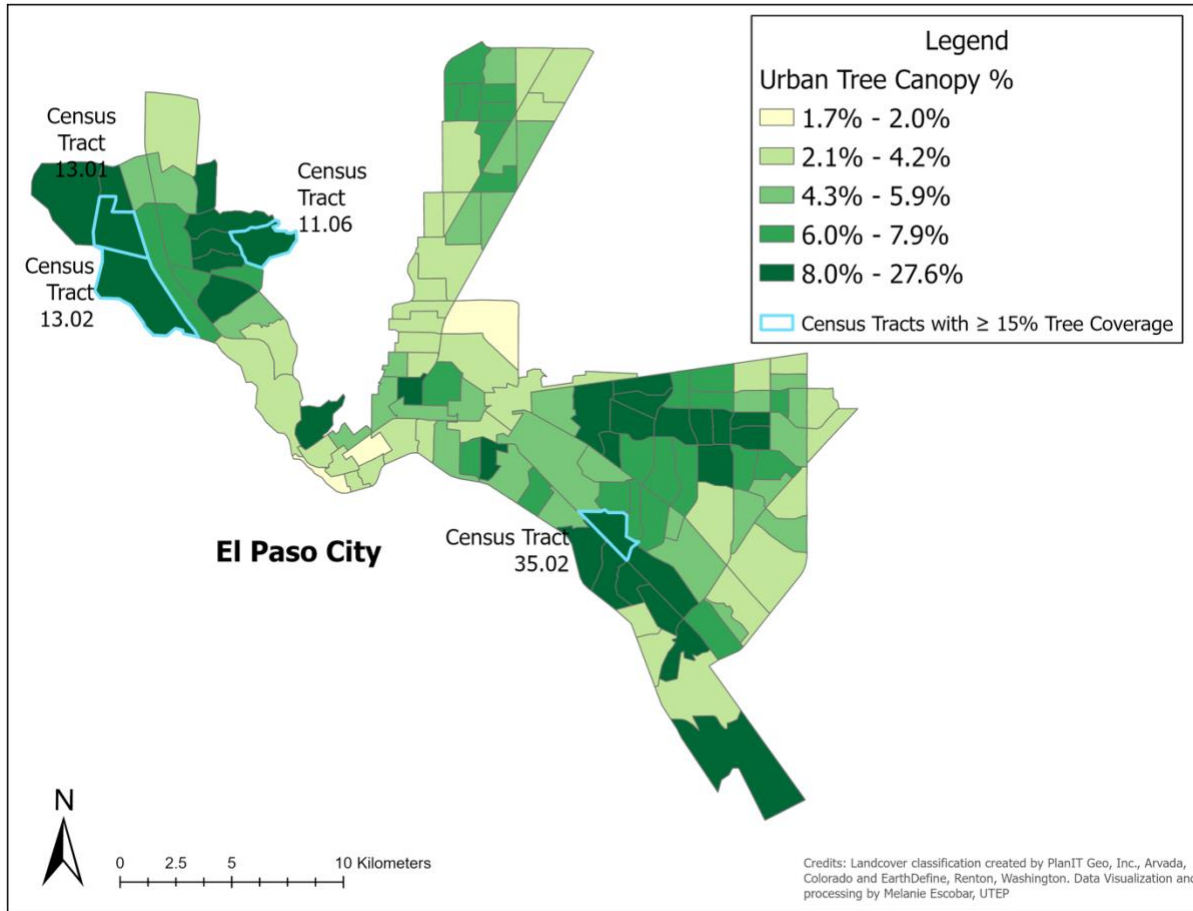 Legend
Urban Tree Canopy %
1.7% - 2.0%
2.1% - 4.2%
4.3% - 5.9%
6.0% - 7.9%
8.0% - 27.6%
Census Tracts with ≥ 15% Tree Coverage
Census
Tract
13.01
Census
Tract
11.06
Census
Tract
13.02
Census Tract
35.02
El Paso City
N
0 2.5 5 10 Kilometers
Credits: Landcover classification created by PlanIT Geo, Inc., Arvada,
Colorado and EarthDefine, Renton, Washington. Data Visualization and
processing by Melanie Escobar, UTEP